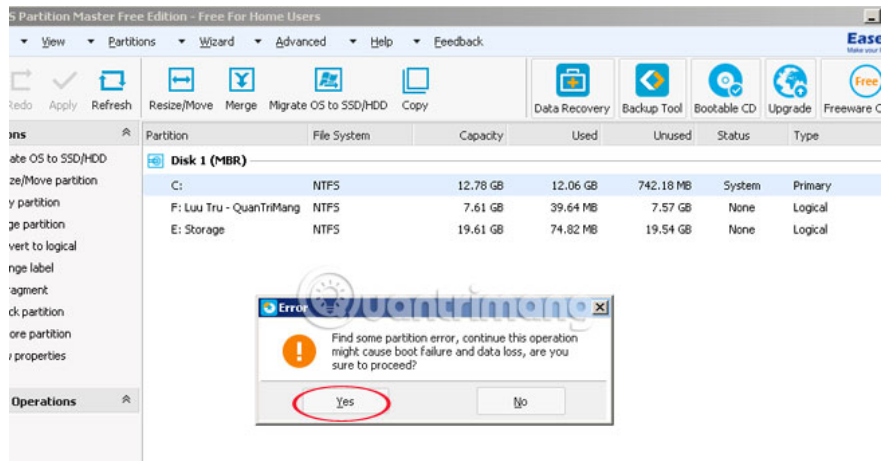 S Partition Master Free Edition - Free For Home Users
View Partitions Wizard Advanced Help Feedback
Ease
Make your
Redo Apply Refresh Resize/Move Merge Migrate OS to SSD/HDD Copy Data Recovery Backup Tool Bootable CD Upgrade Freeware C
Free
ons
Partition File System Capacity Used Unused Status Type
ate OS to SSD/HDD
ze/Move partition
y partition
ge partition
vert to logical
nge label
ragment
ck partition
ore partition
properties
Operations
Disk 1 (MBR)
C: NTFS 12.78 GB 12.06 GB 742.18 MB System Primary
F: Luu Tru - QuanTriMang NTFS 7.61 GB 39.64 MB 7.57 GB None Logical
E: Storage NTFS 19.61 GB 74.82 MB 19.54 GB None Logical
Quantrimang
Error
Find some partition error, continue this operation
might cause boot failure and data loss, are you
sure to proceed?
Yes No